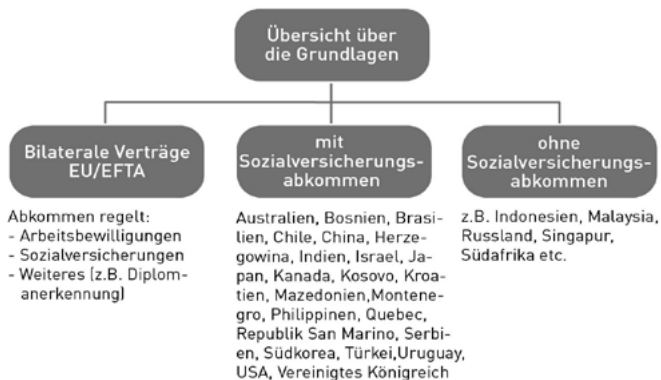 Übersicht über
die Grundlagen
Bilaterale Verträge
EU/EFTA
Abkommen regelt:
- Arbeitsbewilligungen
- Sozialversicherungen
- Weiteres (z.B. Diplom-
anerkennung)
mit
Sozialversicherungs-
abkommen
Australien, Bosnien, Brasi-
lien, Chile, China, Herze-
gowina, Indien, Israel, Ja-
pan, Kanada, Kosovo, Kroa-
tien, Mazedonien,Montene-
gro, Philippinen, Quebec,
Republik San Marino, Serbi-
en, Südkorea, Türkei,Uruguay,
USA, Vereinigtes Königreich
ohne
Sozialversicherungs-
abkommen
z.B. Indonesien, Malaysia,
Russland, Singapur,
Südafrika etc.